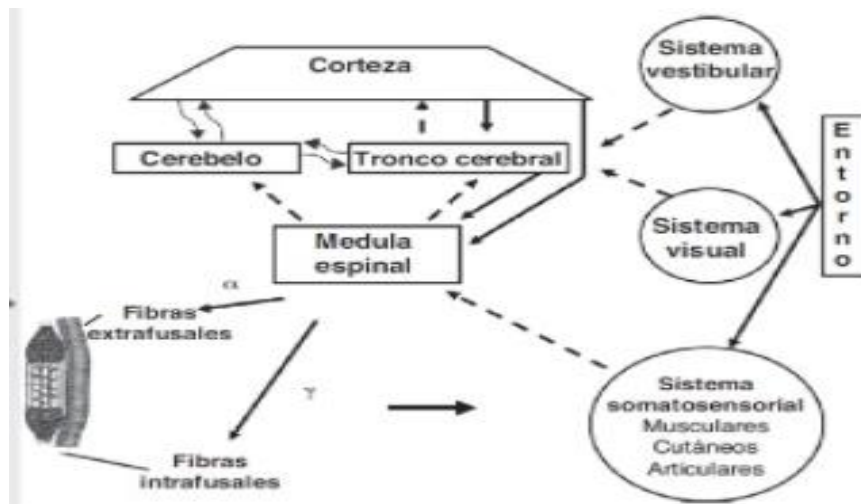 Corteza
Sistema
vestibular
Cerebelo
Tronco cerebral
Entorno
Medula
espinal
Sistema
visual
α
Fibras
extrafusales
γ
Sistema
somatosensorial
Musculares
Cutáneos
Articulares
Fibras
intrafusales